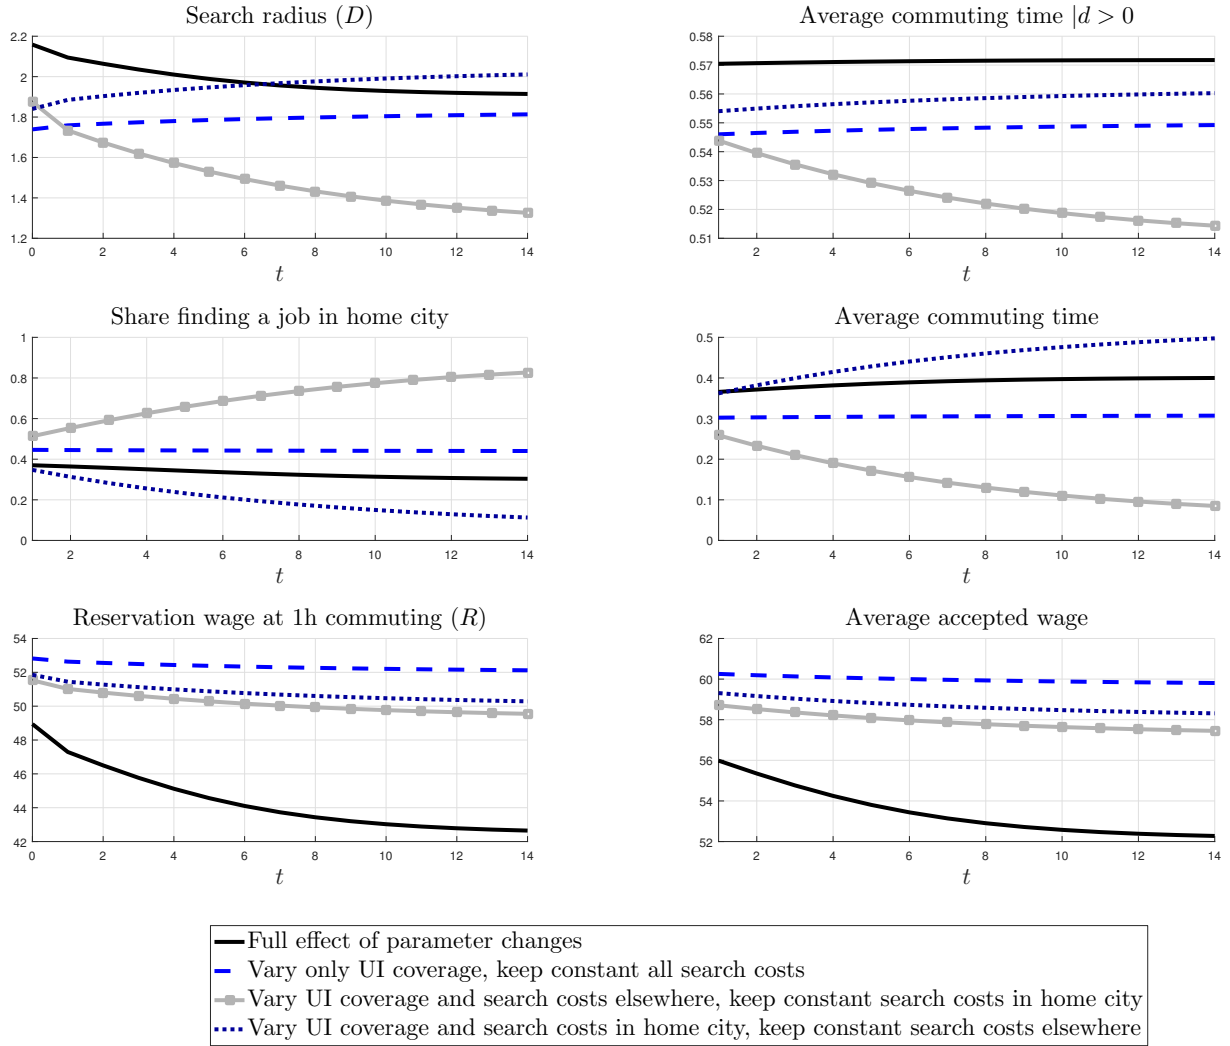 Search radius (D)
2.2
2
1.8
1.6
1.4
1.2
0 2 4 6 8 10 12 14
t
Average commuting time |d > 0
0.58
0.57
0.56
0.55
0.54
0.53
0.52
0.51
2 4 6 8 10 12 14
t
Share finding a job in home city
1
0.8
0.6
0.4
0.2
0
2 4 6 8 10 12 14
t
Average commuting time
0.5
0.4
0.3
0.2
0.1
0
2 4 6 8 10 12 14
t
Reservation wage at 1h commuting (R)
54
52
50
48
46
44
42
0 2 4 6 8 10 12 14
t
Average accepted wage
62
60
58
56
54
52
2 4 6 8 10 12 14
t
Full effect of parameter changes
Vary only UI coverage, keep constant all search costs
Vary UI coverage and search costs elsewhere, keep constant search costs in home city
Vary UI coverage and search costs in home city, keep constant search costs elsewhere